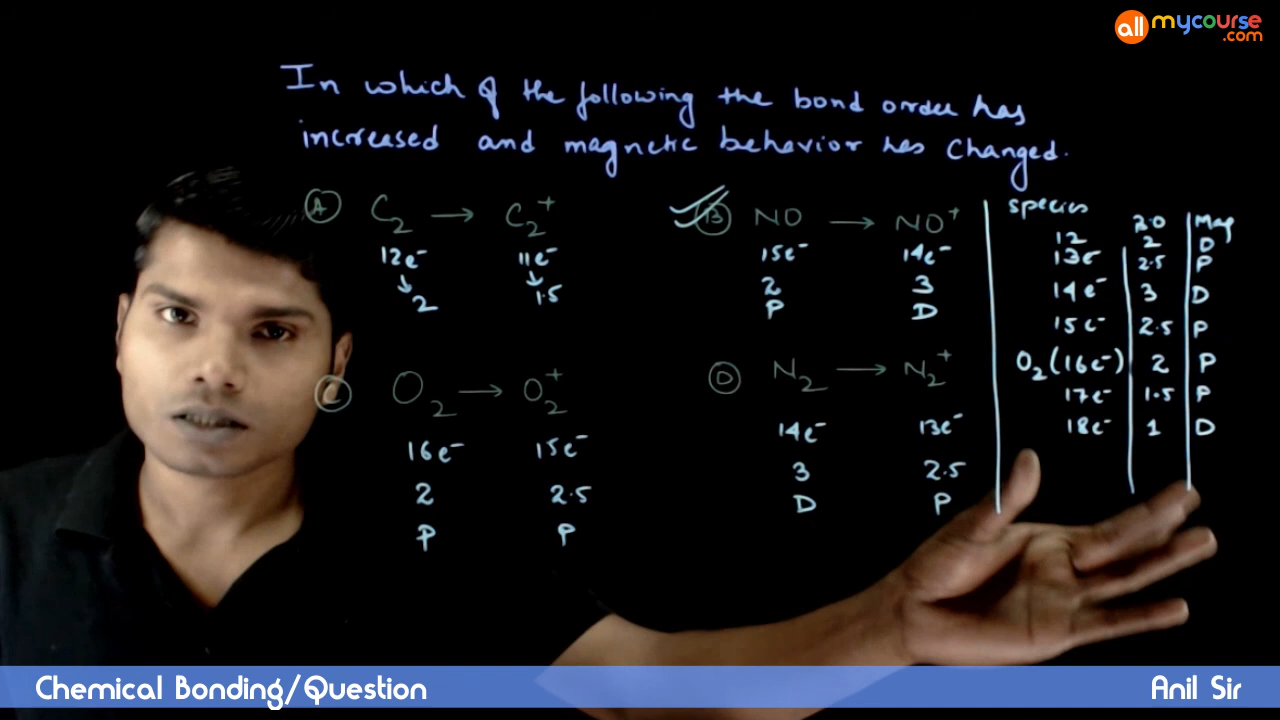 all mycourse.com
In which of the following the bond order has
increased and magnetic behavior has changed.
A C₂ → C₂⁺
12e⁻ 11e⁻
↓ ↓
2 1.5
B NO → NO⁺
15e⁻ 14e⁻
2 3
P D
C O₂ → O₂⁺
16e⁻ 15e⁻
2 2.5
P P
D N₂ → N₂⁺
14e⁻ 13e⁻
3 2.5
D P
species B.O Mag
12 2 D
13e⁻ 2.5 P
14e⁻ 3 D
15e⁻ 2.5 P
O₂(16e⁻) 2 P
17e⁻ 1.5 P
18e⁻ 1 D
Chemical Bonding/Question
Anil Sir